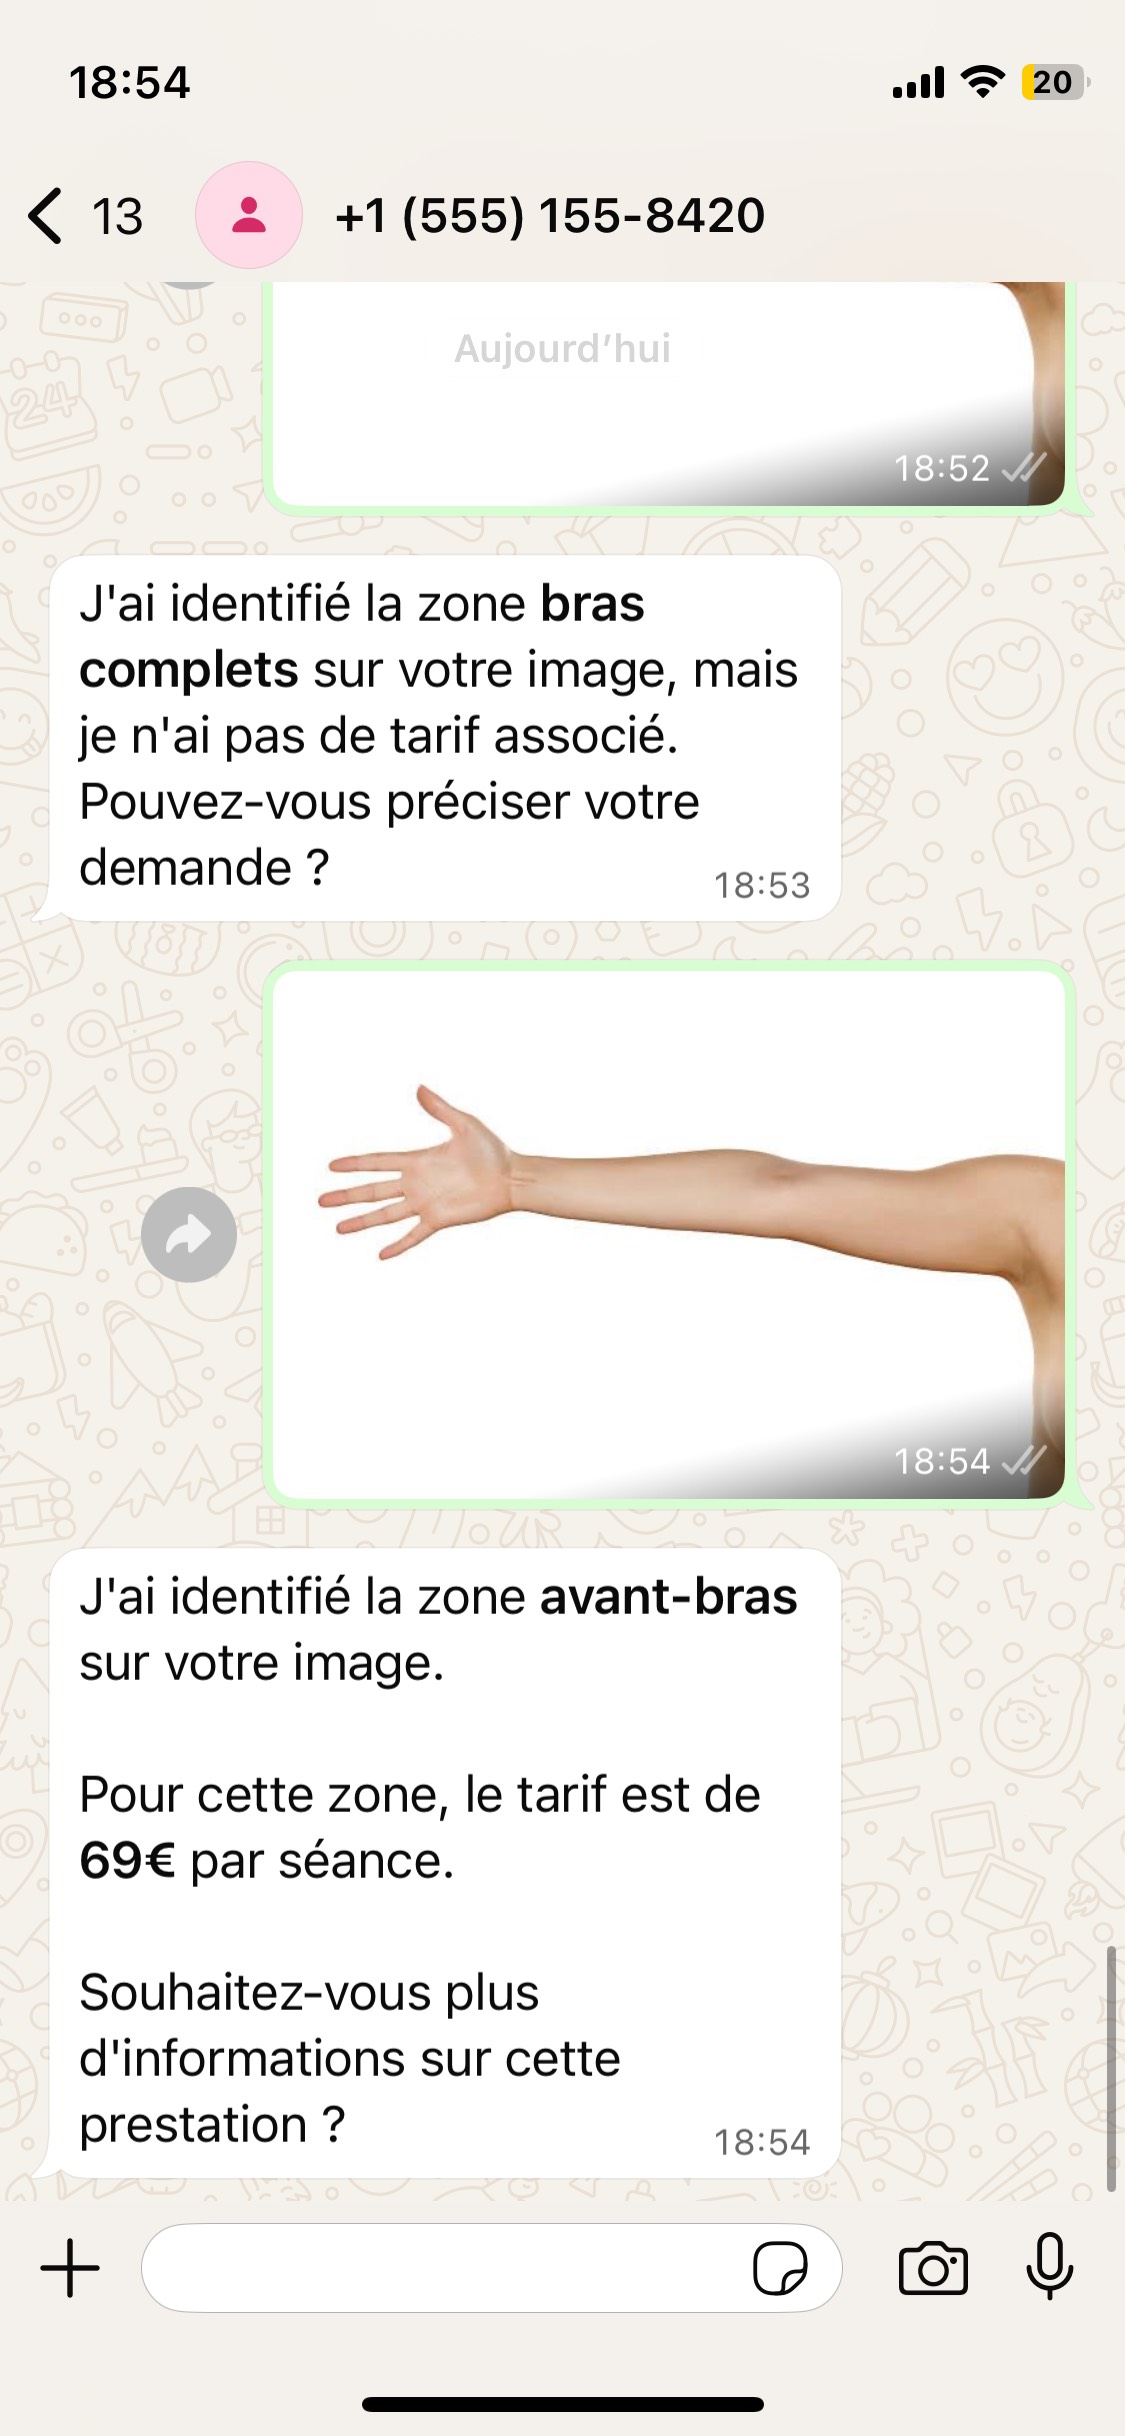 18:54
20
13
+1 (555) 155-8420
Aujourd’hui
18:52
J'ai identifié la zone bras
complets sur votre image, mais
je n'ai pas de tarif associé.
Pouvez-vous préciser votre
demande ?
18:53
18:54
J'ai identifié la zone avant-bras
sur votre image.
Pour cette zone, le tarif est de
69€ par séance.
Souhaitez-vous plus
d'informations sur cette
prestation ?
18:54